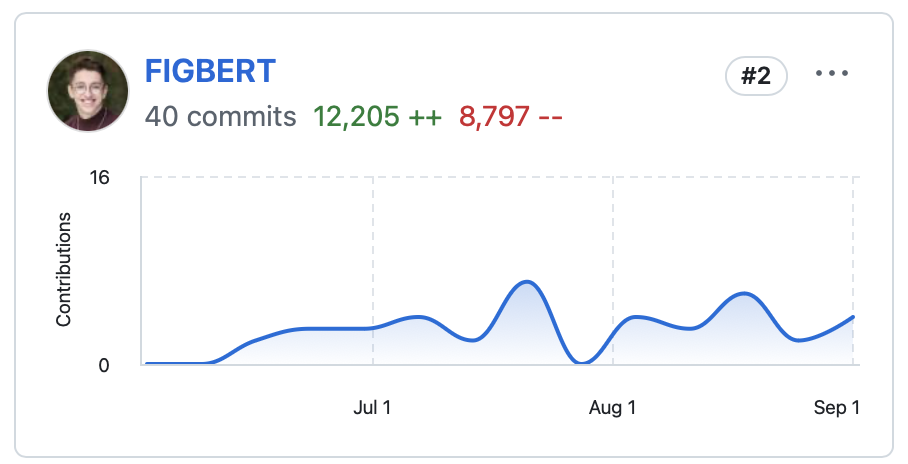 FIGBERT
#2
40 commits 12,205 ++ 8,797 --
16
Contributions
0
Jul 1 Aug 1 Sep 1